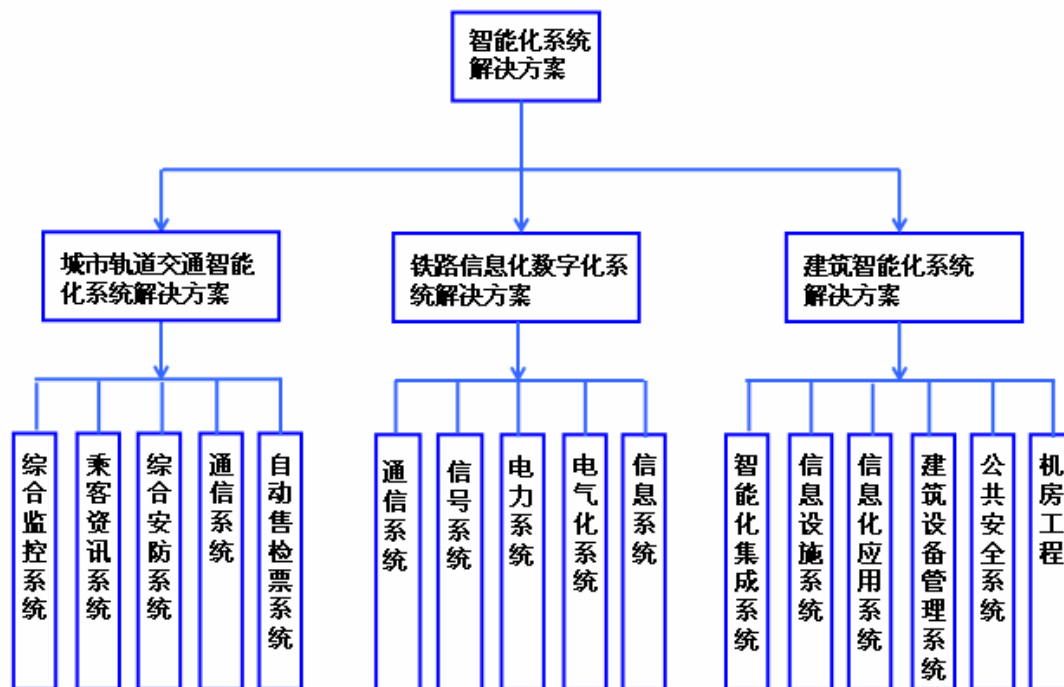 智能化系统
解决方案
城市轨道交通智能
化系统解决方案
铁路信息化数字化系
统解决方案
建筑智能化系统
解决方案
综合监控系统
乘客资讯系统
综合安防系统
通信系统
自动售检票系统
通信系统
信号系统
电力系统
电气化系统
信息系统
智能化集成系统
信息设施系统
信息化应用系统
建筑设备管理系统
公共安全系统
机房工程